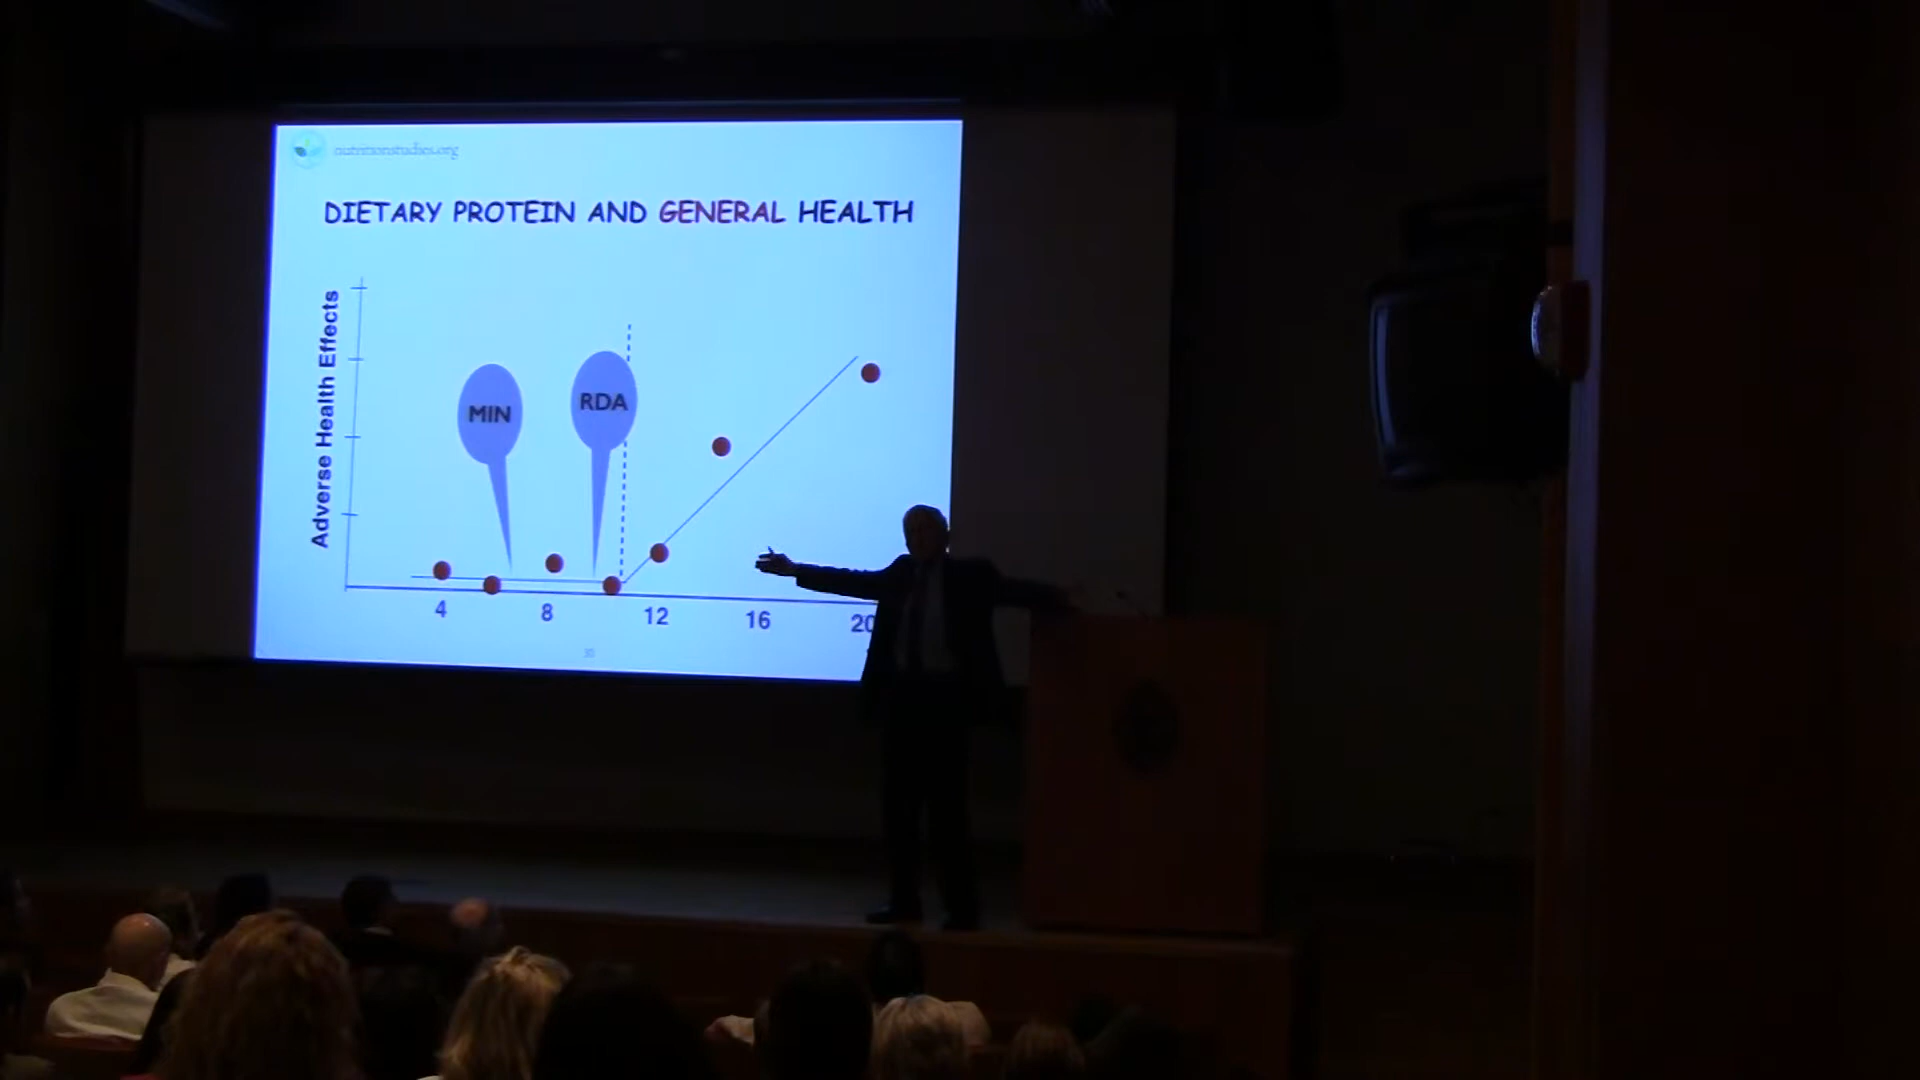 nutritionstudies.org
DIETARY PROTEIN AND GENERAL HEALTH
Adverse Health Effects
MIN
RDA
4 8 12 16 20